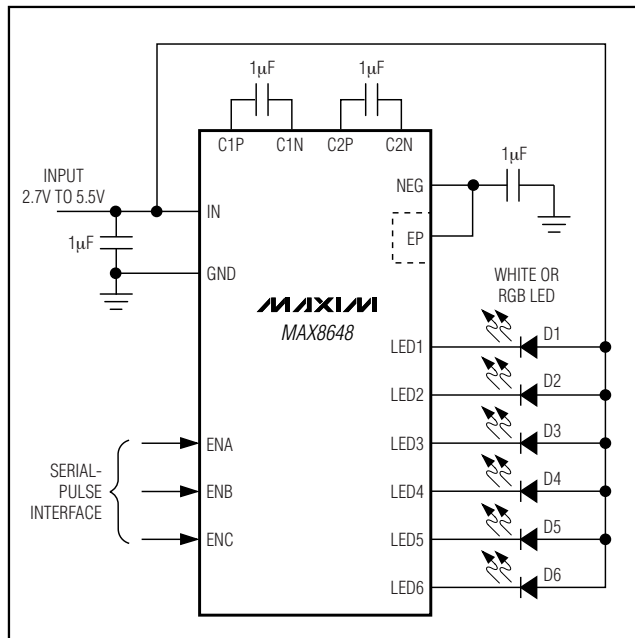 1μF
1μF
C1P
C1N
C2P
C2N
1μF
INPUT
2.7V TO 5.5V
IN
NEG
1μF
EP
GND
WHITE OR
RGB LED
MAXIM
MAX8648
LED1
D1
LED2
D2
LED3
D3
LED4
D4
LED5
D5
LED6
D6
SERIAL-
PULSE
INTERFACE
ENA
ENB
ENC